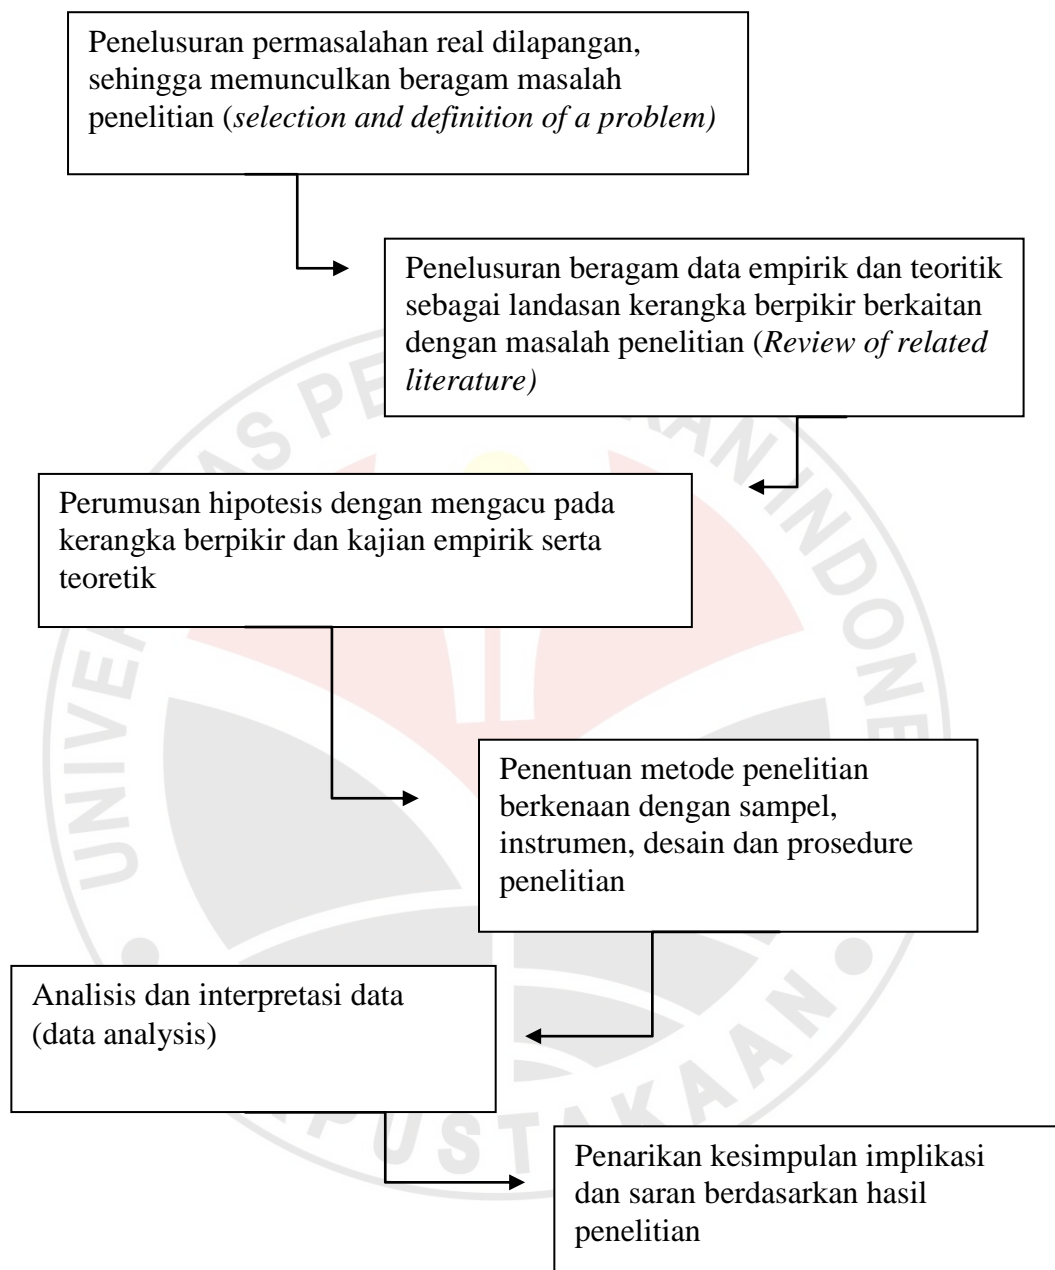 Penelusuran permasalahan real dilapangan,
sehingga memunculkan beragam masalah
penelitian (selection and definition of a problem)
Penelusuran beragam data empirik dan teoritik
sebagai landasan kerangka berpikir berkaitan
dengan masalah penelitian (Review of related
literature)
Perumusan hipotesis dengan mengacu pada
kerangka berpikir dan kajian empirik serta
teoretik
Penentuan metode penelitian
berkenaan dengan sampel,
instrumen, desain dan prosedure
penelitian
Analisis dan interpretasi data
(data analysis)
Penarikan kesimpulan implikasi
dan saran berdasarkan hasil
penelitian